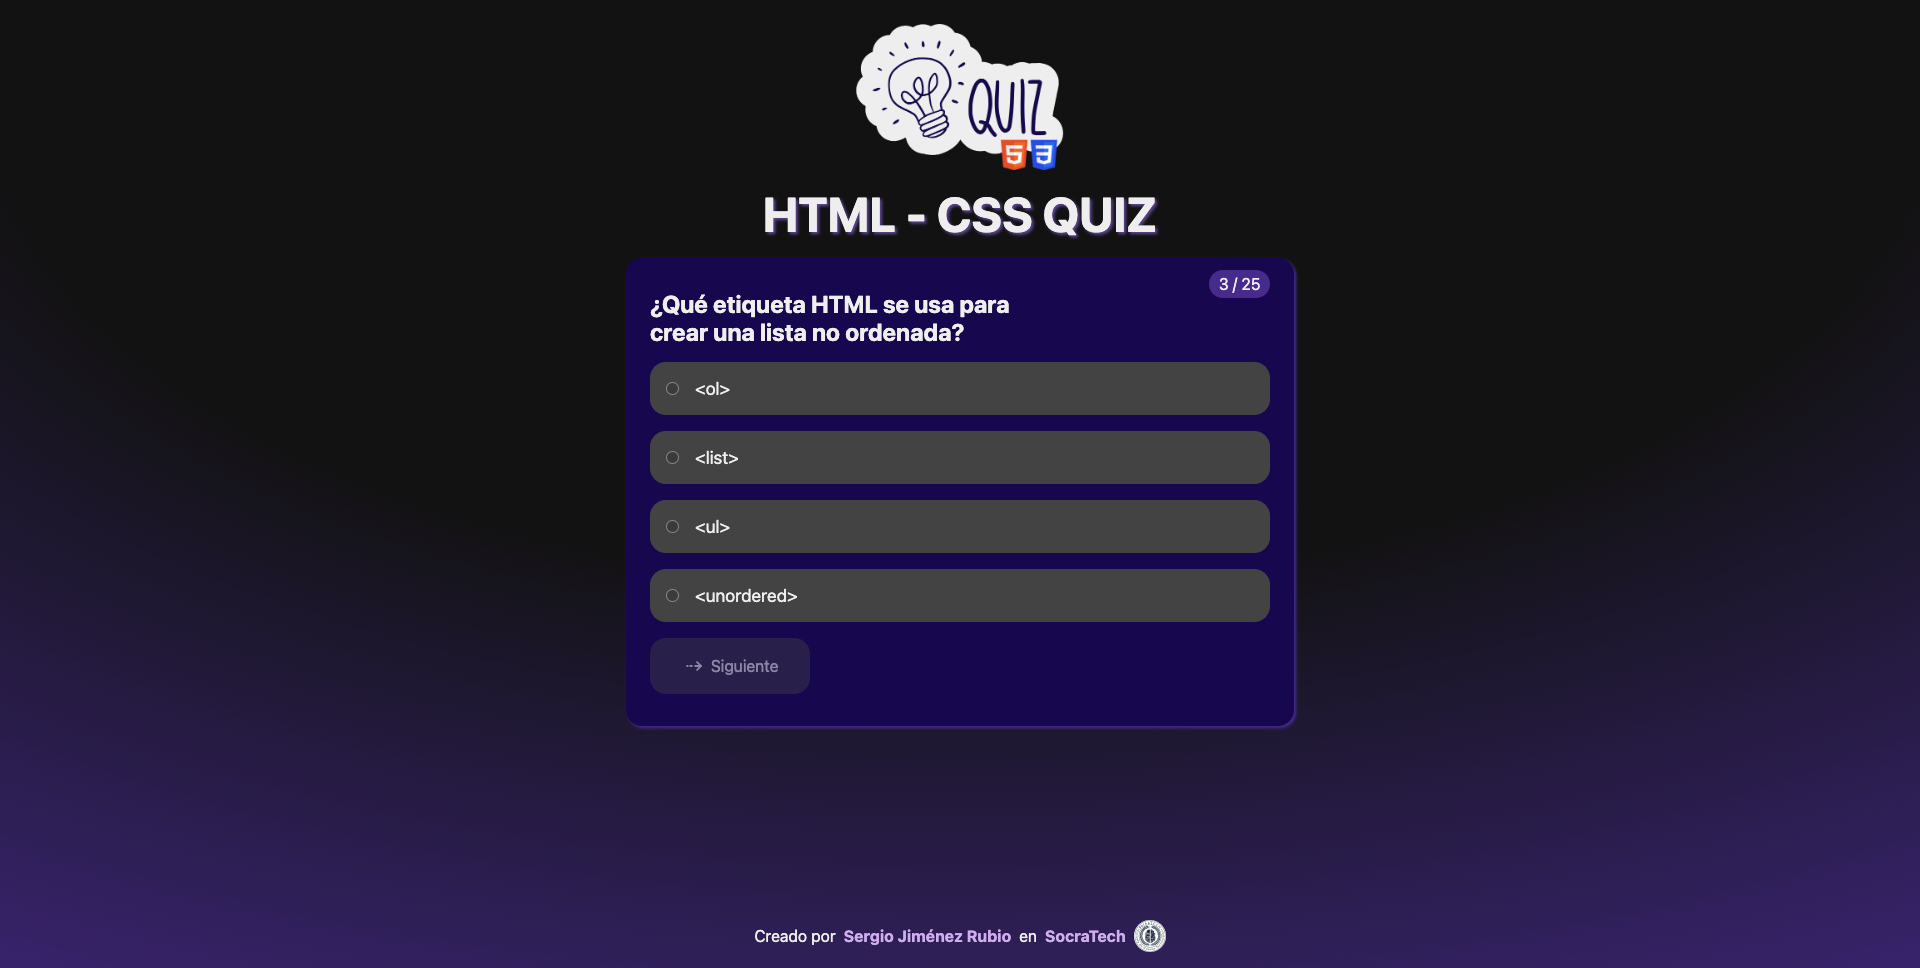 QUIZ
5 3
HTML - CSS QUIZ
3 / 25
¿Qué etiqueta HTML se usa para
crear una lista no ordenada?
<ol>
<list>
<ul>
<unordered>
⇢ Siguiente
Creado por Sergio Jiménez Rubio en SocraTech